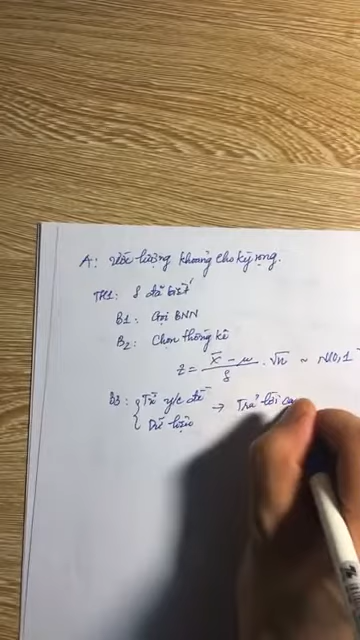 A: Ước lượng khoảng cho kỳ vọng.
TH1: δ đã biết
B1: Gọi BNN
B2: Chọn thống kê
Z = (x̄ - μ)/δ . √n ~ N(0,1
B3: { Từ y/c đề → Trả lời
{ Dữ liệu